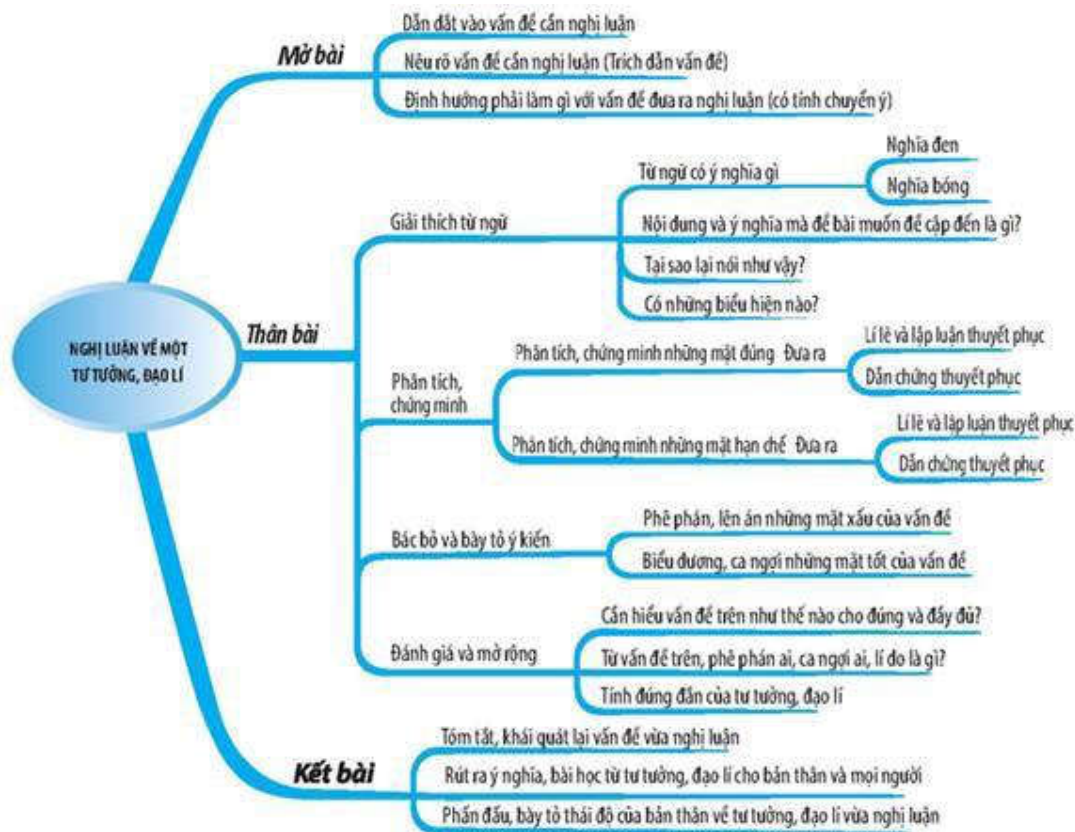 Mở bài
Dẫn dắt vào vấn đề cần nghị luận
Nêu rõ vấn đề cần nghị luận (Trích dẫn vấn đề)
Định hướng phải làm gì với vấn đề đưa ra nghị luận (có tính chuyển ý)
NGHỊ LUẬN VỀ MỘT
TƯ TƯỞNG, ĐẠO LÍ
Thân bài
Giải thích từ ngữ
Từ ngữ có ý nghĩa gì
Nghĩa đen
Nghĩa bóng
Nội dung và ý nghĩa mà đề bài muốn đề cập đến là gì?
Tại sao lại nói như vậy?
Có những biểu hiện nào?
Phân tích,
chứng minh
Phân tích, chứng minh những mặt đúng Đưa ra
Lí lẽ và lập luận thuyết phục
Dẫn chứng thuyết phục
Phân tích, chứng minh những mặt hạn chế Đưa ra
Lí lẽ và lập luận thuyết phục
Dẫn chứng thuyết phục
Bác bỏ và bày tỏ ý kiến
Phê phán, lên án những mặt xấu của vấn đề
Biểu dương, ca ngợi những mặt tốt của vấn đề
Đánh giá và mở rộng
Cần hiểu vấn đề trên như thế nào cho đúng và đầy đủ?
Từ vấn đề trên, phê phán ai, ca ngợi ai, lí do là gì?
Tính đúng đắn của tư tưởng, đạo lí
Kết bài
Tóm tắt, khái quát lại vấn đề vừa nghị luận
Rút ra ý nghĩa, bài học từ tư tưởng, đạo lí cho bản thân và mọi người
Phấn đấu, bày tỏ thái độ của bản thân về tư tưởng, đạo lí vừa nghị luận